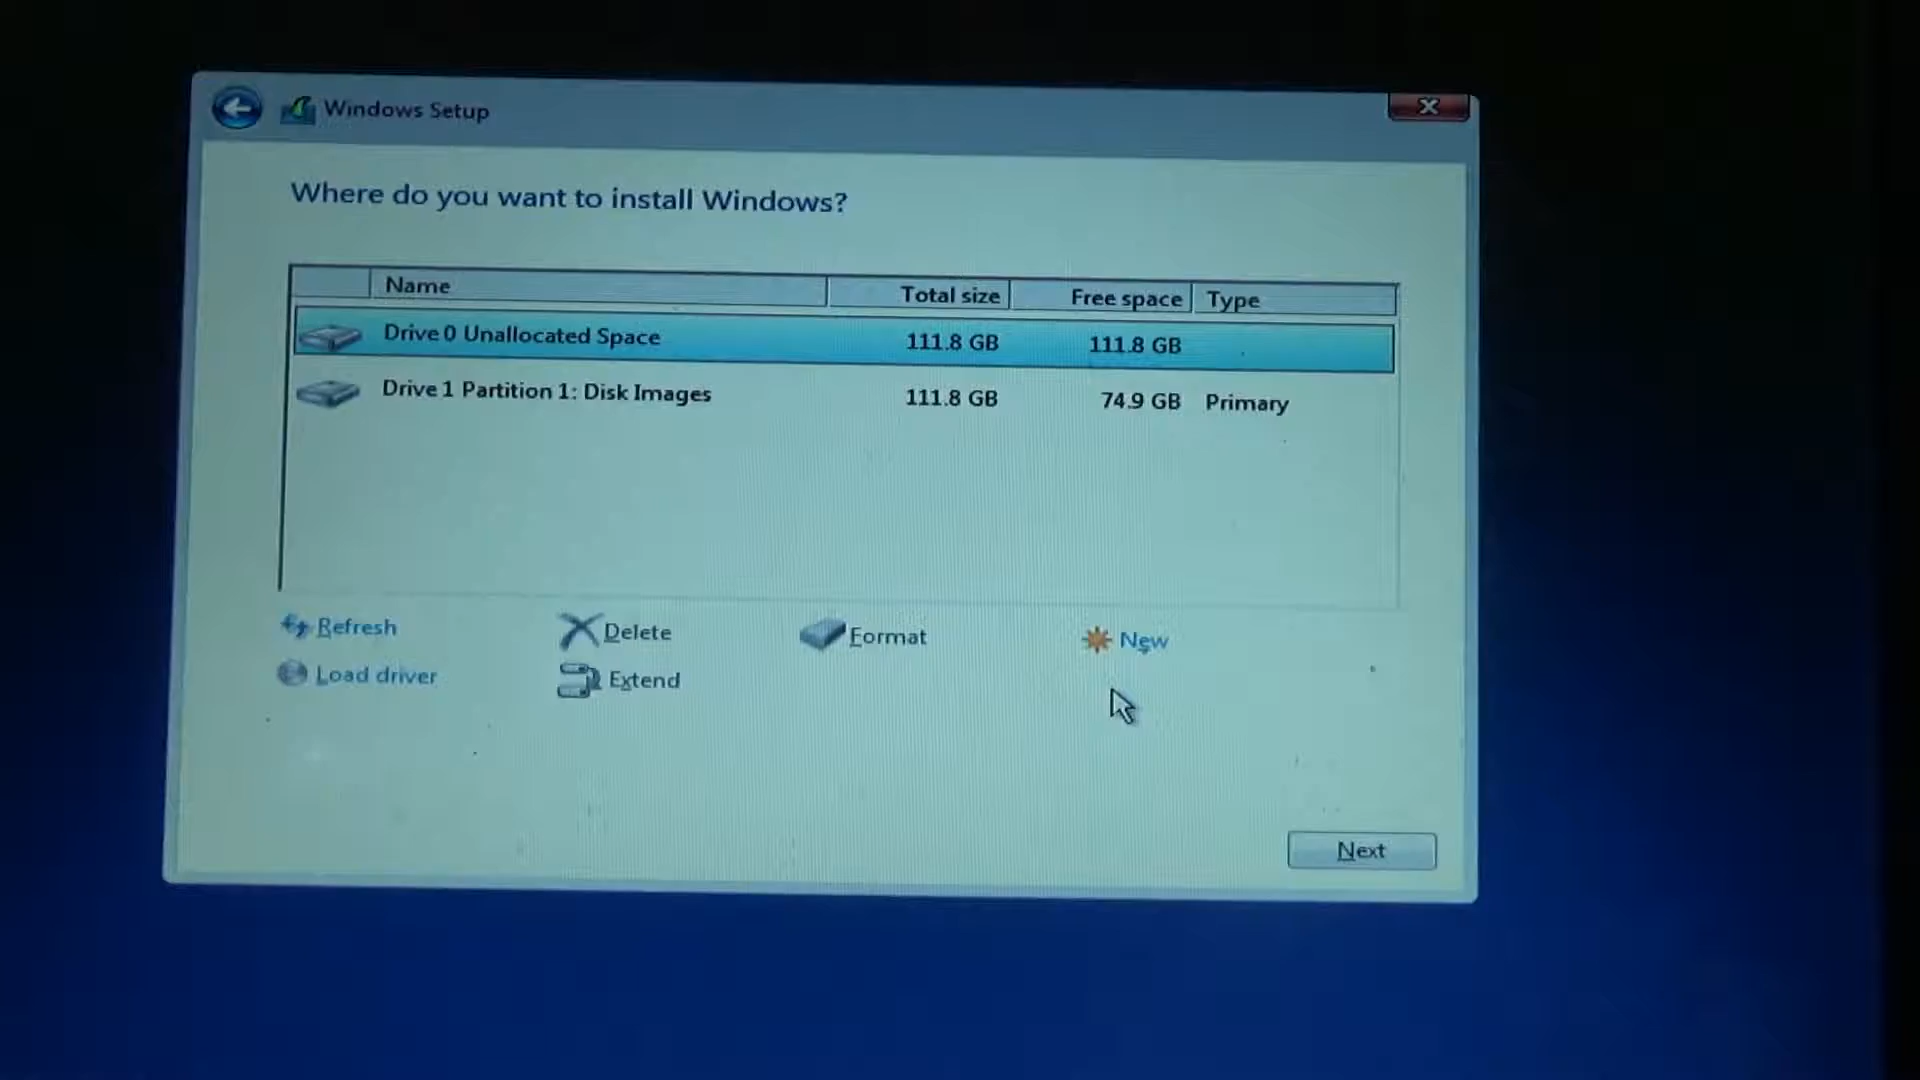 Windows Setup
Where do you want to install Windows?
Name Total size Free space Type
Drive 0 Unallocated Space 111.8 GB 111.8 GB
Drive 1 Partition 1: Disk Images 111.8 GB 74.9 GB Primary
Refresh Delete Format New
Load driver Extend
Next